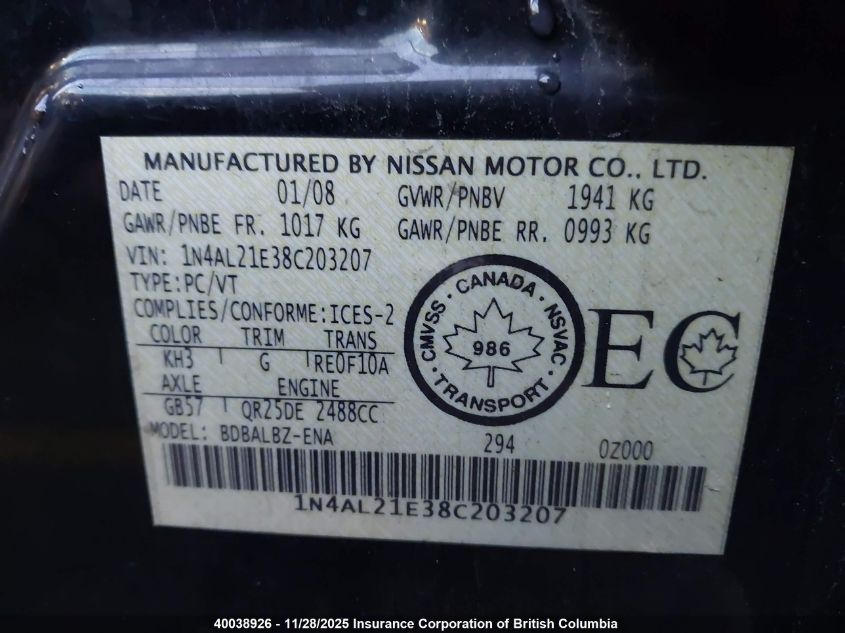 MANUFACTURED BY NISSAN MOTOR CO., LTD.
DATE 01/08 GVWR/PNBV 1941 KG
GAWR/PNBE FR. 1017 KG GAWR/PNBE RR. 0993 KG
VIN: 1N4AL21E38C203207
TYPE:PC/VT
COMPLIES/CONFORME:ICES-2
COLOR TRIM TRANS
KH3 G RE0F10A
AXLE ENGINE
GB57 QR25DE 2488CC
MODEL: BDBALBZ-ENA 294 0Z000
CMVSS · CANADA · NSVAC · TRANSPORT ·
986
EC
1N4AL21E38C203207
40038926 - 11/28/2025 Insurance Corporation of British Columbia